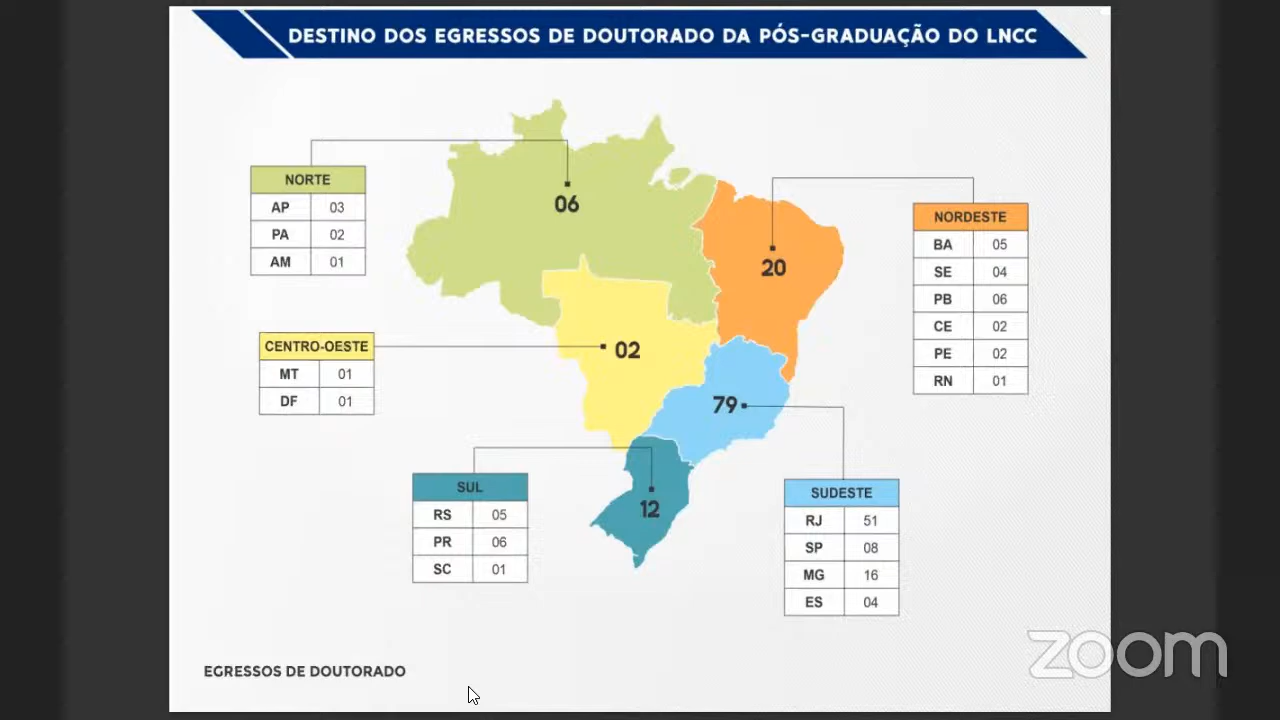 DESTINO DOS EGRESSOS DE DOUTORADO DA PÓS-GRADUAÇÃO DO LNCC
NORTE
AP 03
PA 02
AM 01
06
20
NORDESTE
BA 05
SE 04
PB 06
CE 02
PE 02
RN 01
CENTRO-OESTE
MT 01
DF 01
02
79
SUL
RS 05
PR 06
SC 01
12
SUDESTE
RJ 51
SP 08
MG 16
ES 04
EGRESSOS DE DOUTORADO
zoom